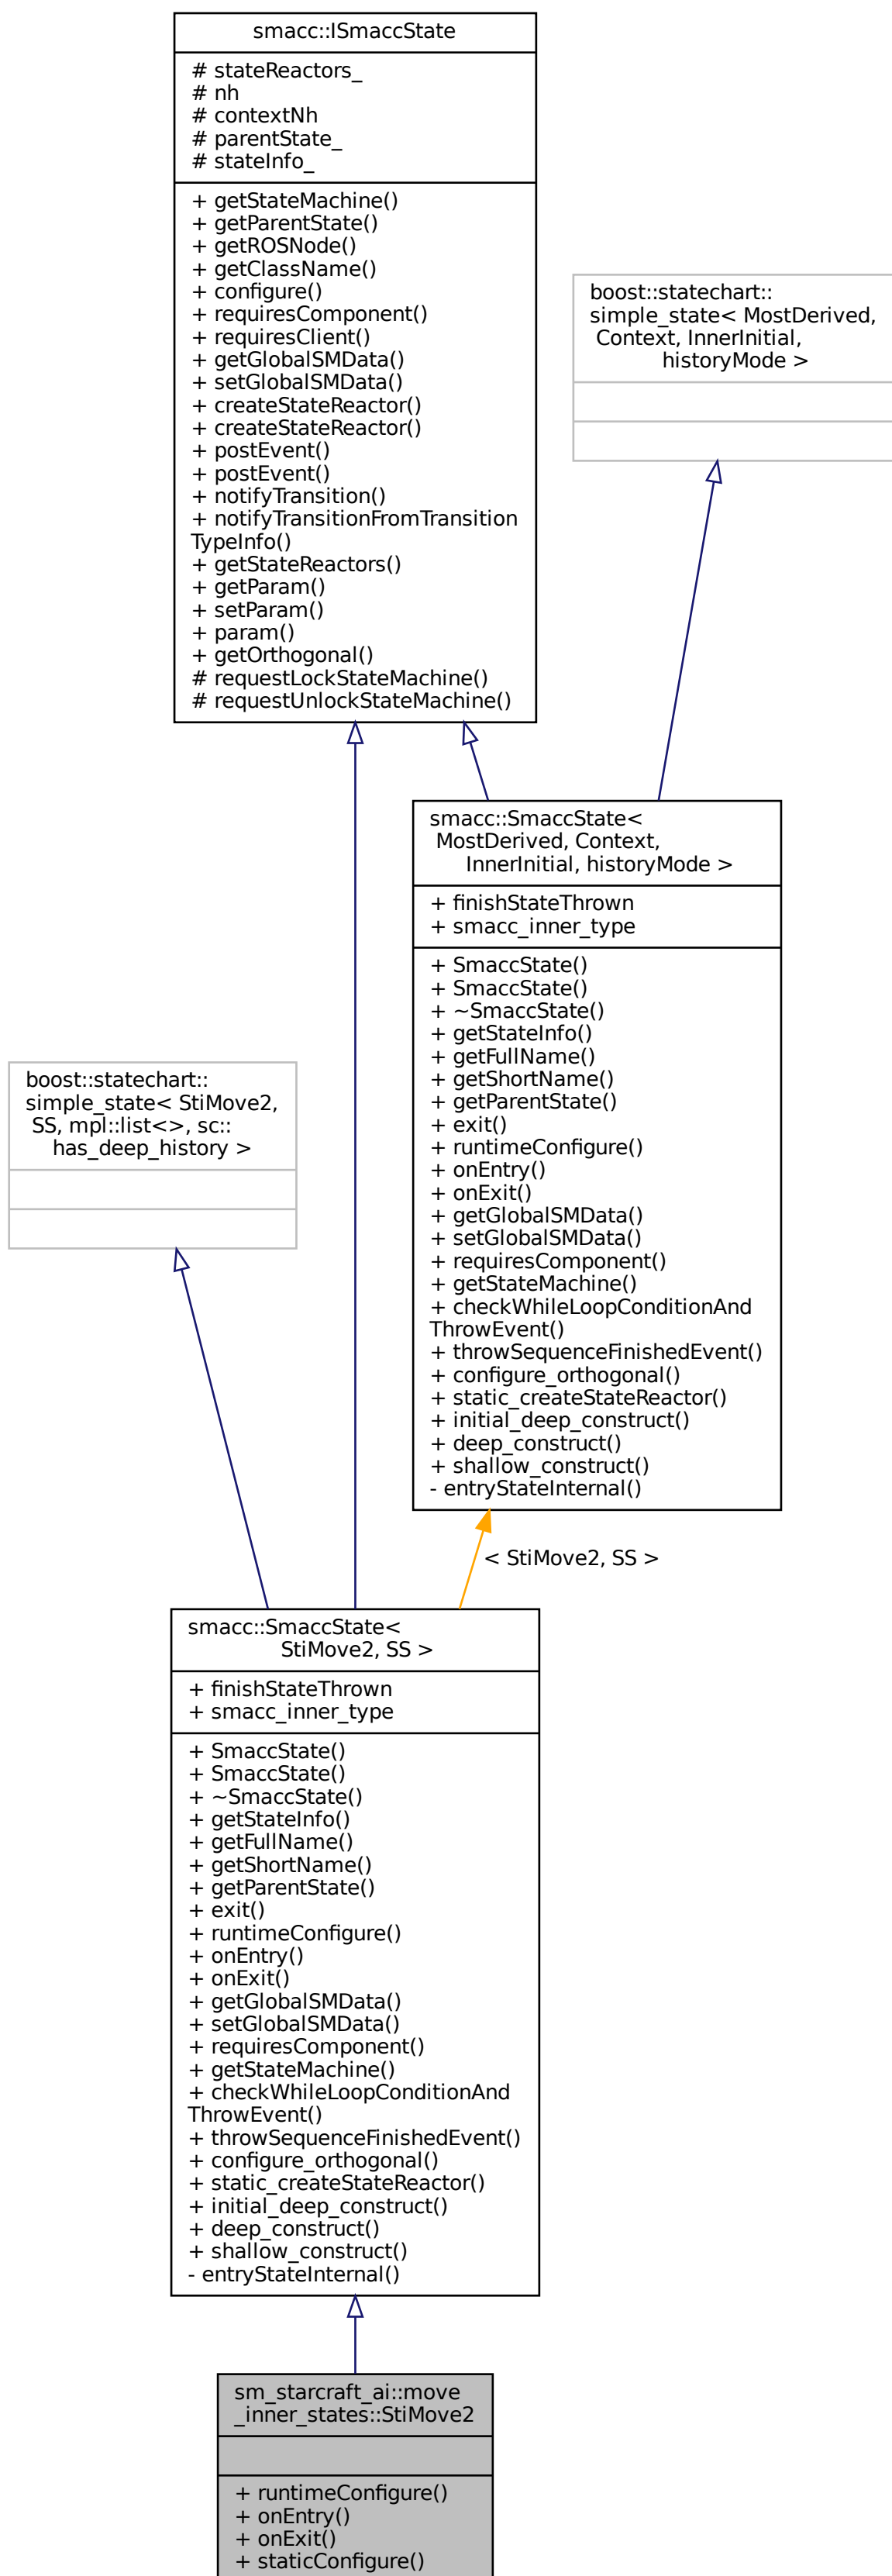 smacc::ISmaccState
# stateReactors_
# nh
# contextNh
# parentState_
# stateInfo_
+ getStateMachine()
+ getParentState()
+ getROSNode()
+ getClassName()
+ configure()
+ requiresComponent()
+ requiresClient()
+ getGlobalSMData()
+ setGlobalSMData()
+ createStateReactor()
+ createStateReactor()
+ postEvent()
+ postEvent()
+ notifyTransition()
+ notifyTransitionFromTransition
TypeInfo()
+ getStateReactors()
+ getParam()
+ setParam()
+ param()
+ getOrthogonal()
# requestLockStateMachine()
# requestUnlockStateMachine()
boost::statechart::
simple_state< MostDerived,
Context, InnerInitial,
historyMode >
smacc::SmaccState<
MostDerived, Context,
InnerInitial, historyMode >
+ finishStateThrown
+ smacc_inner_type
+ SmaccState()
+ SmaccState()
+ ~SmaccState()
+ getStateInfo()
+ getFullName()
+ getShortName()
+ getParentState()
+ exit()
+ runtimeConfigure()
+ onEntry()
+ onExit()
+ getGlobalSMData()
+ setGlobalSMData()
+ requiresComponent()
+ getStateMachine()
+ checkWhileLoopConditionAnd
ThrowEvent()
+ throwSequenceFinishedEvent()
+ configure_orthogonal()
+ static_createStateReactor()
+ initial_deep_construct()
+ deep_construct()
+ shallow_construct()
- entryStateInternal()
boost::statechart::
simple_state< StiMove2,
SS, mpl::list<>, sc::
has_deep_history >
< StiMove2, SS >
smacc::SmaccState<
StiMove2, SS >
+ finishStateThrown
+ smacc_inner_type
+ SmaccState()
+ SmaccState()
+ ~SmaccState()
+ getStateInfo()
+ getFullName()
+ getShortName()
+ getParentState()
+ exit()
+ runtimeConfigure()
+ onEntry()
+ onExit()
+ getGlobalSMData()
+ setGlobalSMData()
+ requiresComponent()
+ getStateMachine()
+ checkWhileLoopConditionAnd
ThrowEvent()
+ throwSequenceFinishedEvent()
+ configure_orthogonal()
+ static_createStateReactor()
+ initial_deep_construct()
+ deep_construct()
+ shallow_construct()
- entryStateInternal()
sm_starcraft_ai::move
_inner_states::StiMove2
+ runtimeConfigure()
+ onEntry()
+ onExit()
+ staticConfigure()